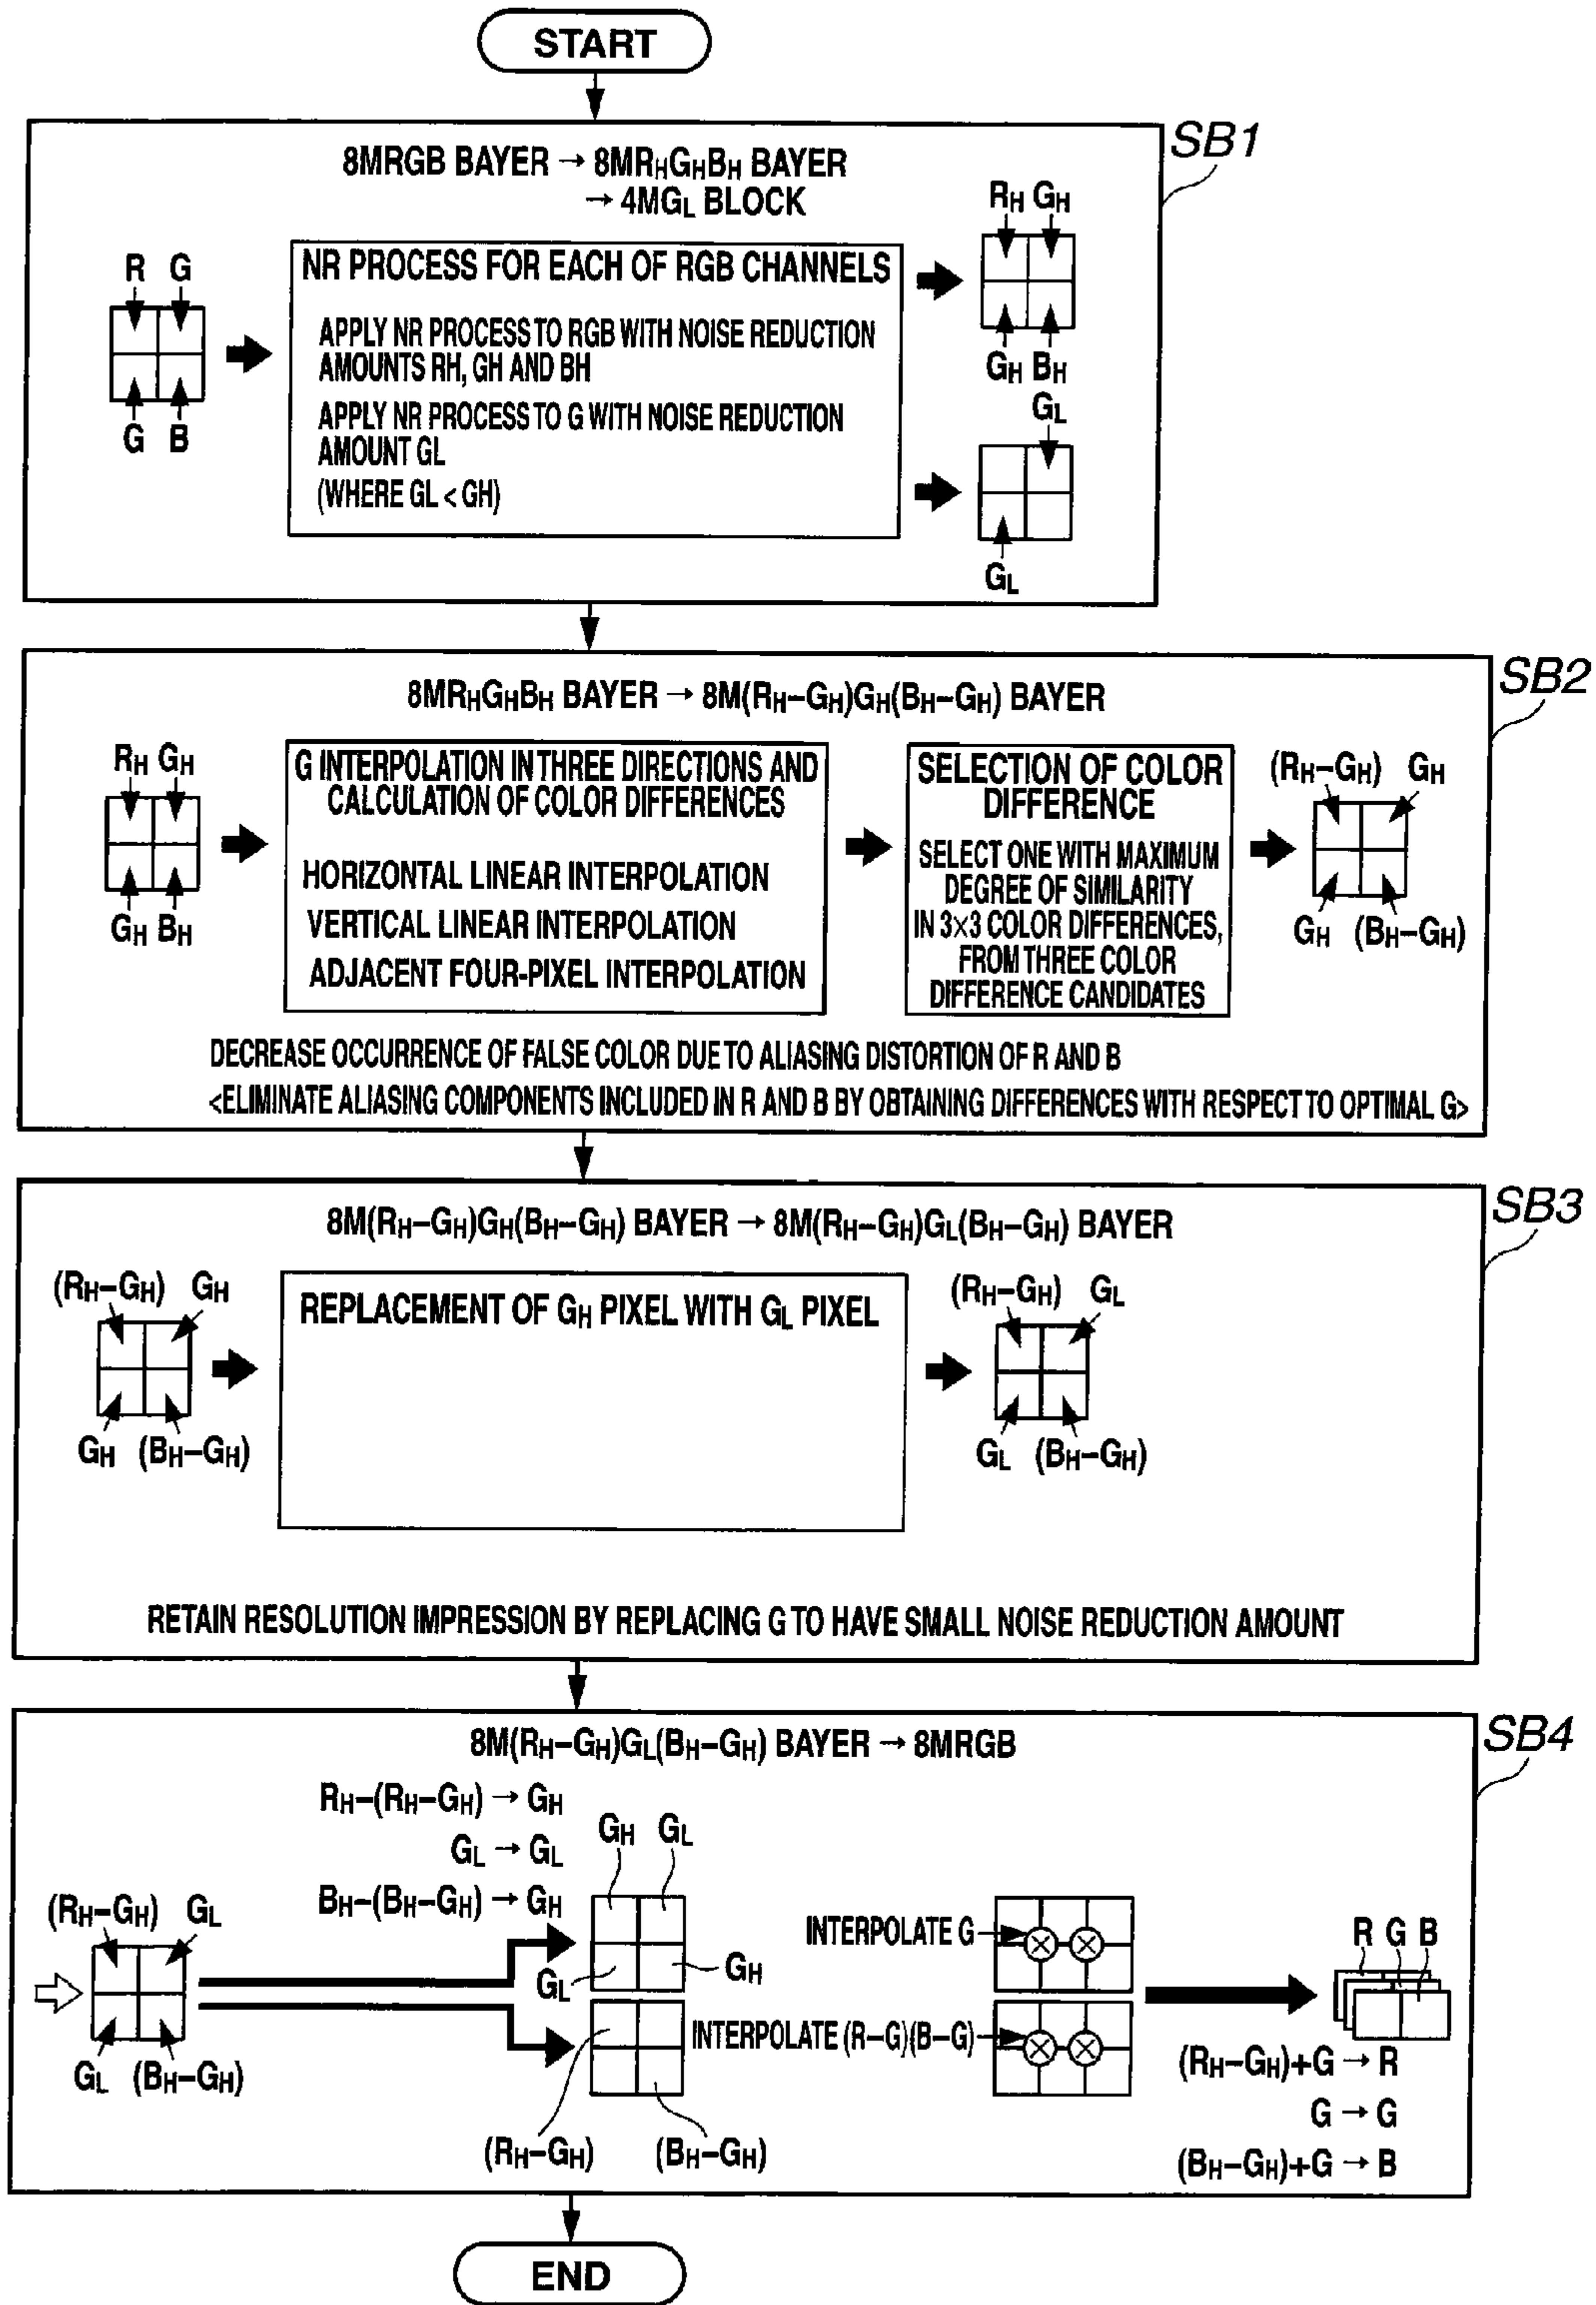 START
SB1
8MRGB BAYER → 8MRHGHBH BAYER
→ 4MGL BLOCK
R G
G B
NR PROCESS FOR EACH OF RGB CHANNELS
APPLY NR PROCESS TO RGB WITH NOISE REDUCTION
AMOUNTS RH, GH AND BH
APPLY NR PROCESS TO G WITH NOISE REDUCTION
AMOUNT GL
(WHERE GL < GH)
RH GH
GH BH
GL
GL
SB2
8MRHGHBH BAYER → 8M(RH-GH)GH(BH-GH) BAYER
RH GH
GH BH
G INTERPOLATION IN THREE DIRECTIONS AND
CALCULATION OF COLOR DIFFERENCES
HORIZONTAL LINEAR INTERPOLATION
VERTICAL LINEAR INTERPOLATION
ADJACENT FOUR-PIXEL INTERPOLATION
SELECTION OF COLOR
DIFFERENCE
SELECT ONE WITH MAXIMUM
DEGREE OF SIMILARITY
IN 3×3 COLOR DIFFERENCES,
FROM THREE COLOR
DIFFERENCE CANDIDATES
(RH-GH) GH
GH (BH-GH)
DECREASE OCCURRENCE OF FALSE COLOR DUE TO ALIASING DISTORTION OF R AND B
<ELIMINATE ALIASING COMPONENTS INCLUDED IN R AND B BY OBTAINING DIFFERENCES WITH RESPECT TO OPTIMAL G>
SB3
8M(RH-GH)GH(BH-GH) BAYER → 8M(RH-GH)GL(BH-GH) BAYER
(RH-GH) GH
GH (BH-GH)
REPLACEMENT OF GH PIXEL WITH GL PIXEL
(RH-GH) GL
GL (BH-GH)
RETAIN RESOLUTION IMPRESSION BY REPLACING G TO HAVE SMALL NOISE REDUCTION AMOUNT
SB4
8M(RH-GH)GL(BH-GH) BAYER → 8MRGB
RH-(RH-GH) → GH
GL → GL
BH-(BH-GH) → GH
(RH-GH) GL
GL (BH-GH)
GH GL
GL GH
(RH-GH) (BH-GH)
INTERPOLATE G
INTERPOLATE (R-G)(B-G)
R G B
R G B
(RH-GH)+G → R
G → G
(BH-GH)+G → B
END